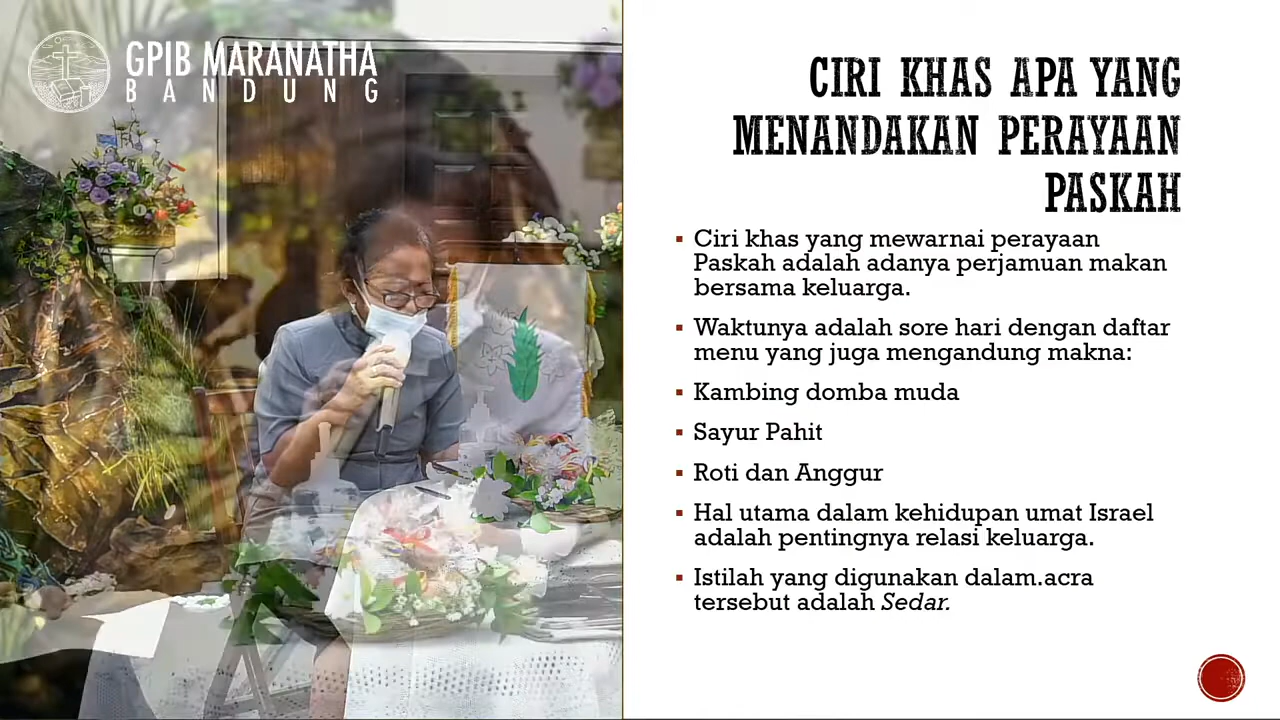 GPIB MARANATHA
BANDUNG
CIRI KHAS APA YANG
MENANDAKAN PERAYAAN
PASKAH
▪ Ciri khas yang mewarnai perayaan
Paskah adalah adanya perjamuan makan
bersama keluarga.
▪ Waktunya adalah sore hari dengan daftar
menu yang juga mengandung makna:
▪ Kambing domba muda
▪ Sayur Pahit
▪ Roti dan Anggur
▪ Hal utama dalam kehidupan umat Israel
adalah pentingnya relasi keluarga.
▪ Istilah yang digunakan dalam.acra
tersebut adalah Sedar.